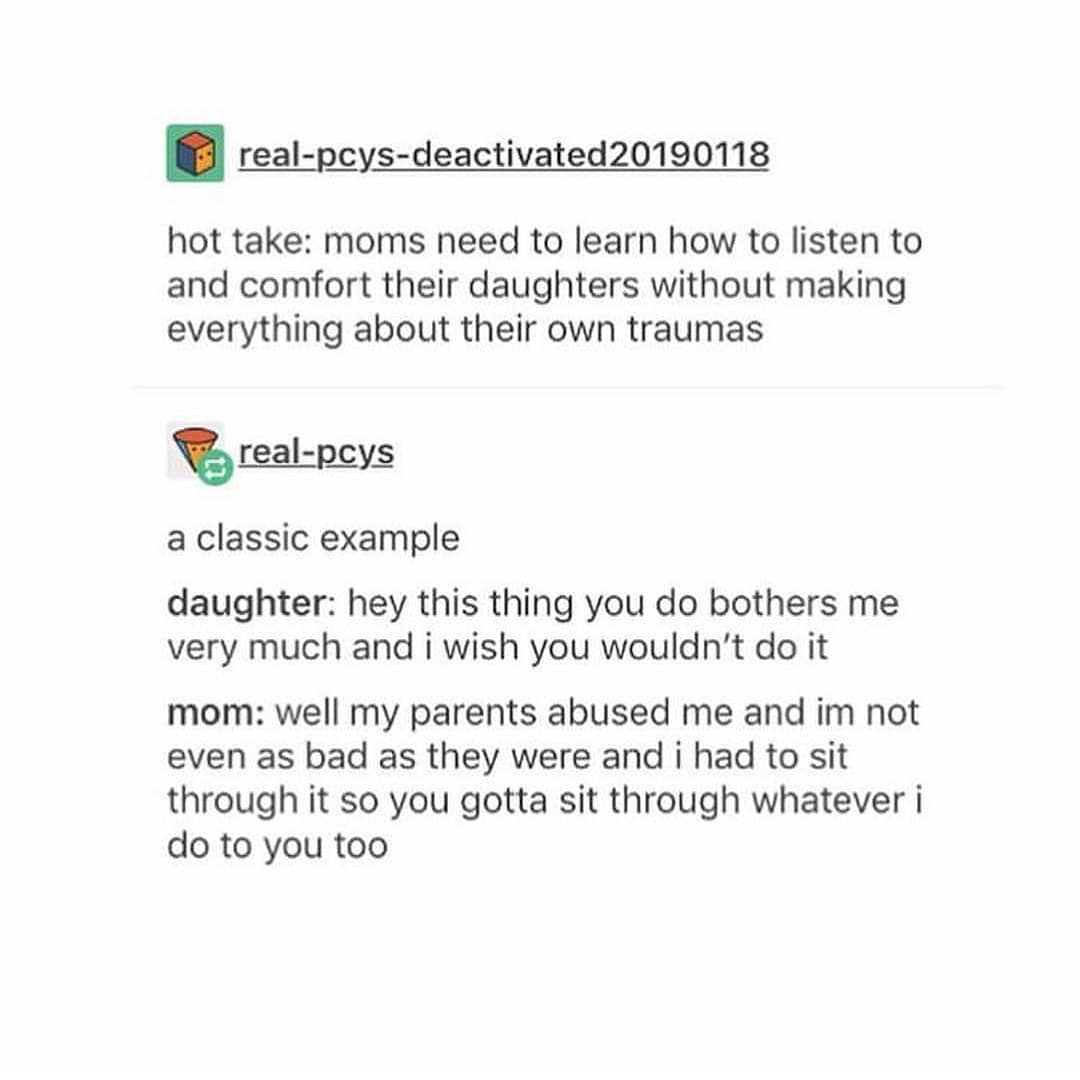 real-pcys-deactivated20190118
hot take: moms need to learn how to listen to
and comfort their daughters without making
everything about their own traumas
real-pcys
a classic example
daughter: hey this thing you do bothers me
very much and i wish you wouldn't do it
mom: well my parents abused me and im not
even as bad as they were and i had to sit
through it so you gotta sit through whatever i
do to you too